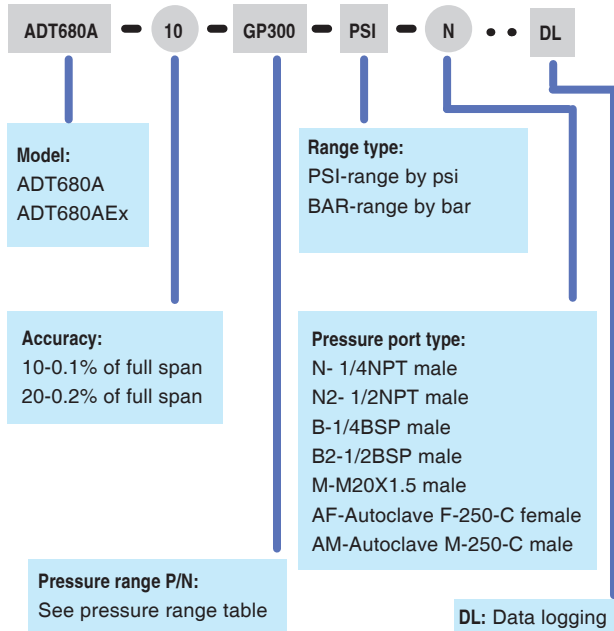 ADT680A - 10 - GP300 - PSI - N • • DL
Model:
ADT680A
ADT680AEx
Range type:
PSI-range by psi
BAR-range by bar
Accuracy:
10-0.1% of full span
20-0.2% of full span
Pressure port type:
N- 1/4NPT male
N2- 1/2NPT male
B-1/4BSP male
B2-1/2BSP male
M-M20X1.5 male
AF-Autoclave F-250-C female
AM-Autoclave M-250-C male
Pressure range P/N:
See pressure range table
DL: Data logging